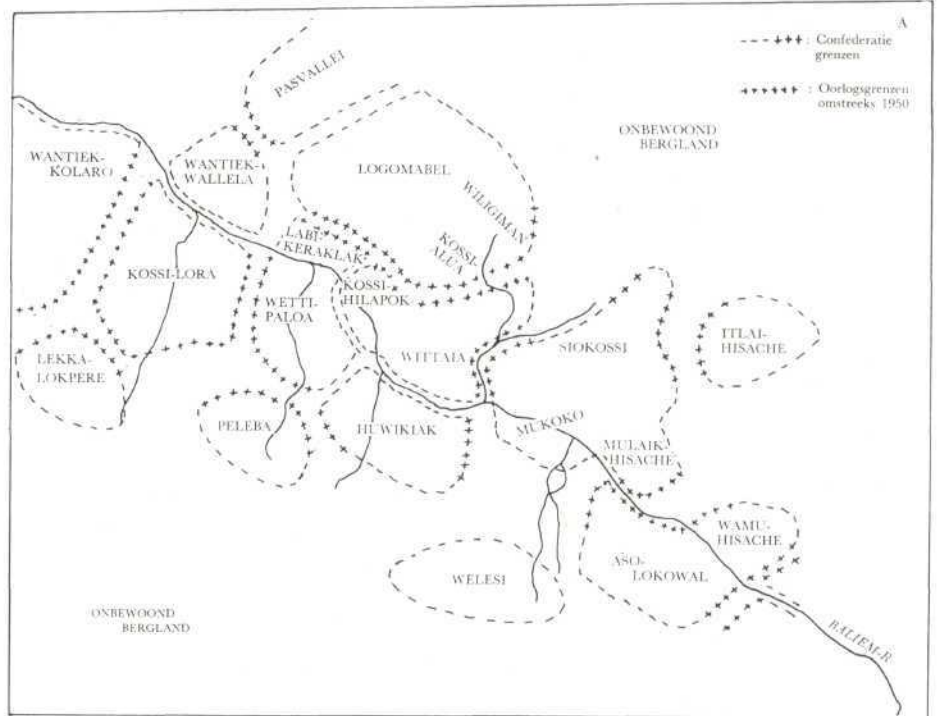 A
Confederatie
grenzen
Oorlogsgrenzen
omstreeks 1950
PASVALLEI
ONBEWOOND
BERGLAND
WANTIEK-
KOLARO
WANTIEK-
WALLELA
LOGOMABEL
WILIGIMAN
LABI-
KERAKLAK
KOSSI-
ALUA
KOSSI-LORA
WETTI-
PALOA
KOSSI-
HILAPOK
WITTAIA
SIOKOSSI
ITLAI-
HISACHE
LEKKA-
LOKPERE
PELEBA
HUWIKIAK
MUKOKO
MULAIK-
HISACHE
WAMU-
HISACHE
WELESI
ASO-
LOKOWAL
ONBEWOOND
BERGLAND
BALIEM-R